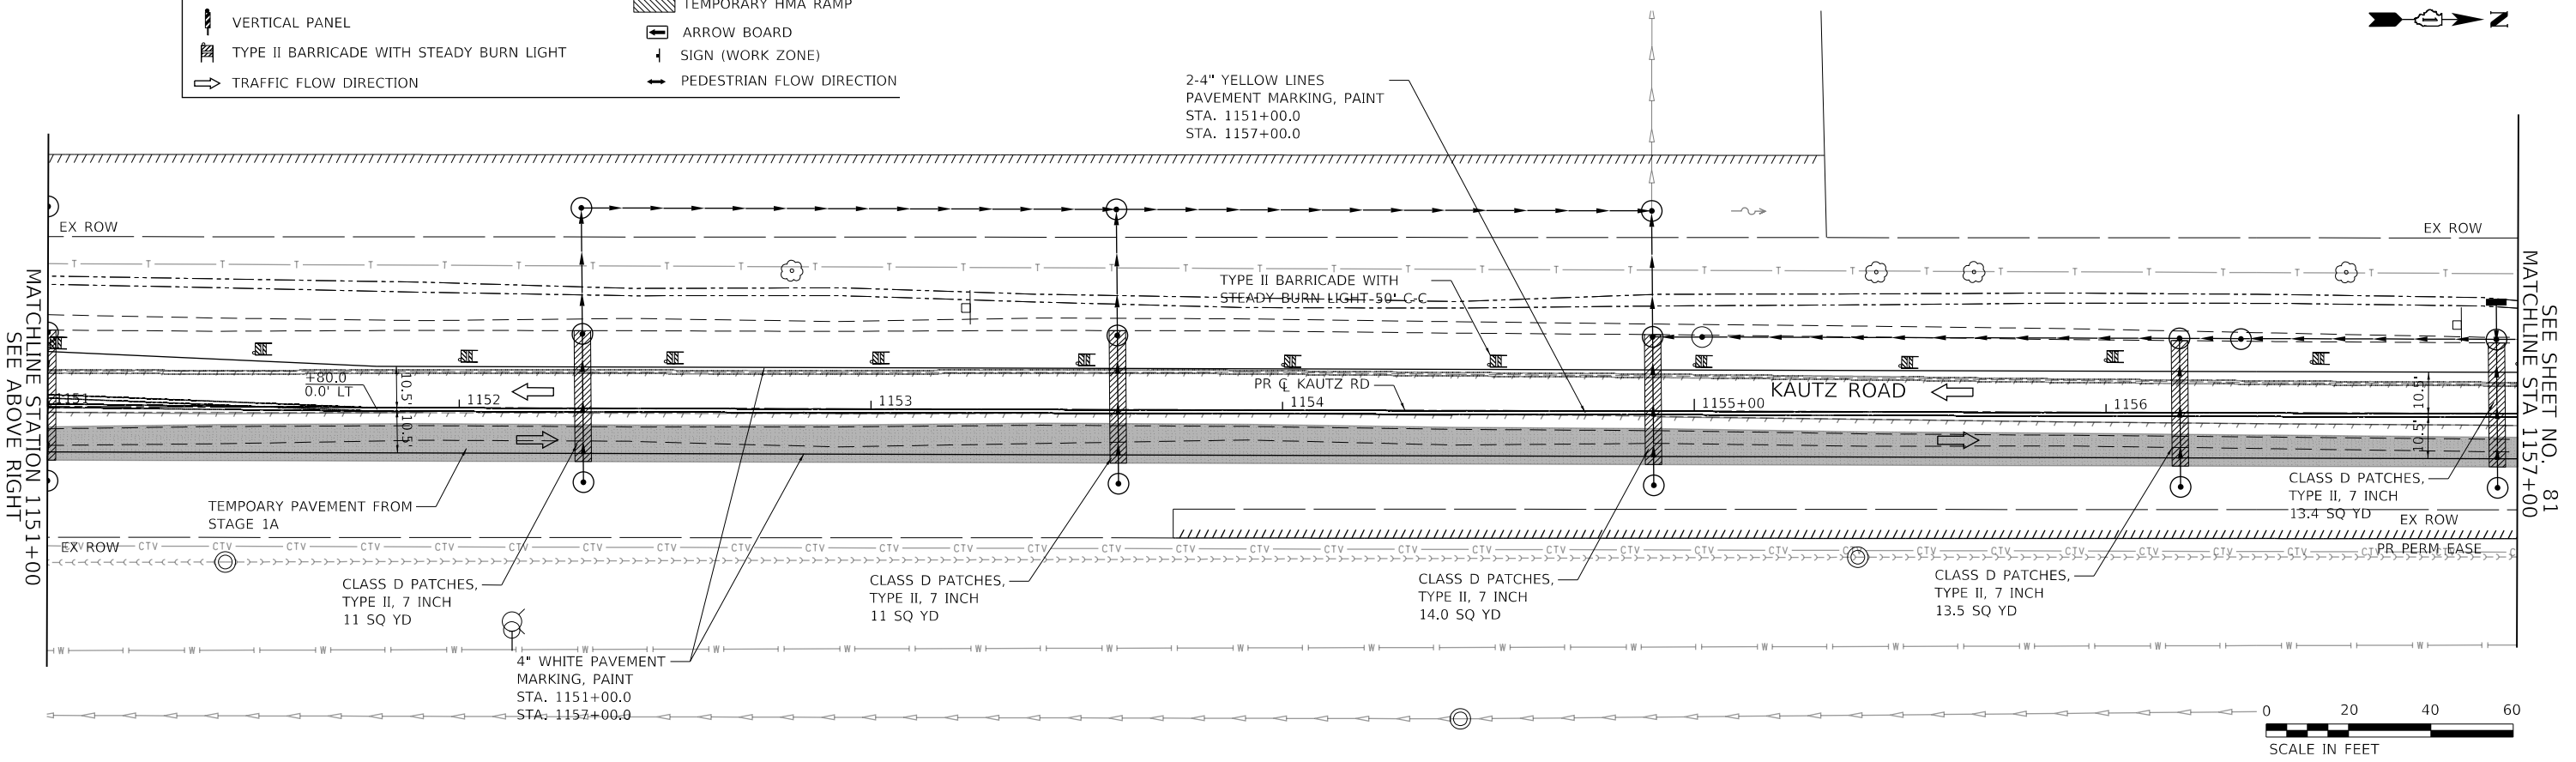 TEMPORARY HMA RAMP
VERTICAL PANEL
ARROW BOARD
TYPE II BARRICADE WITH STEADY BURN LIGHT
SIGN (WORK ZONE)
TRAFFIC FLOW DIRECTION
PEDESTRIAN FLOW DIRECTION
N
2-4" YELLOW LINES
PAVEMENT MARKING, PAINT
STA. 1151+00.0
STA. 1157+00.0
EX ROW
EX ROW
TYPE II BARRICADE WITH
STEADY BURN LIGHT 50' C-C
MATCHLINE STATION 1151+00
SEE ABOVE RIGHT
SEE SHEET NO. 81
MATCHLINE STA 1157+00
+80.0
0.0' LT
10.5'
10.5'
PR ℄ KAUTZ RD
KAUTZ ROAD
10.5'
10.5'
1151
1152
1153
1154
1155+00
1156
TEMPOARY PAVEMENT FROM
STAGE 1A
CLASS D PATCHES,
TYPE II, 7 INCH
13.4 SQ YD
EX ROW
EX ROW
PR PERM EASE
CLASS D PATCHES,
TYPE II, 7 INCH
11 SQ YD
CLASS D PATCHES,
TYPE II, 7 INCH
11 SQ YD
CLASS D PATCHES,
TYPE II, 7 INCH
14.0 SQ YD
CLASS D PATCHES,
TYPE II, 7 INCH
13.5 SQ YD
4" WHITE PAVEMENT
MARKING, PAINT
STA. 1151+00.0
STA. 1157+00.0
0 20 40 60
SCALE IN FEET